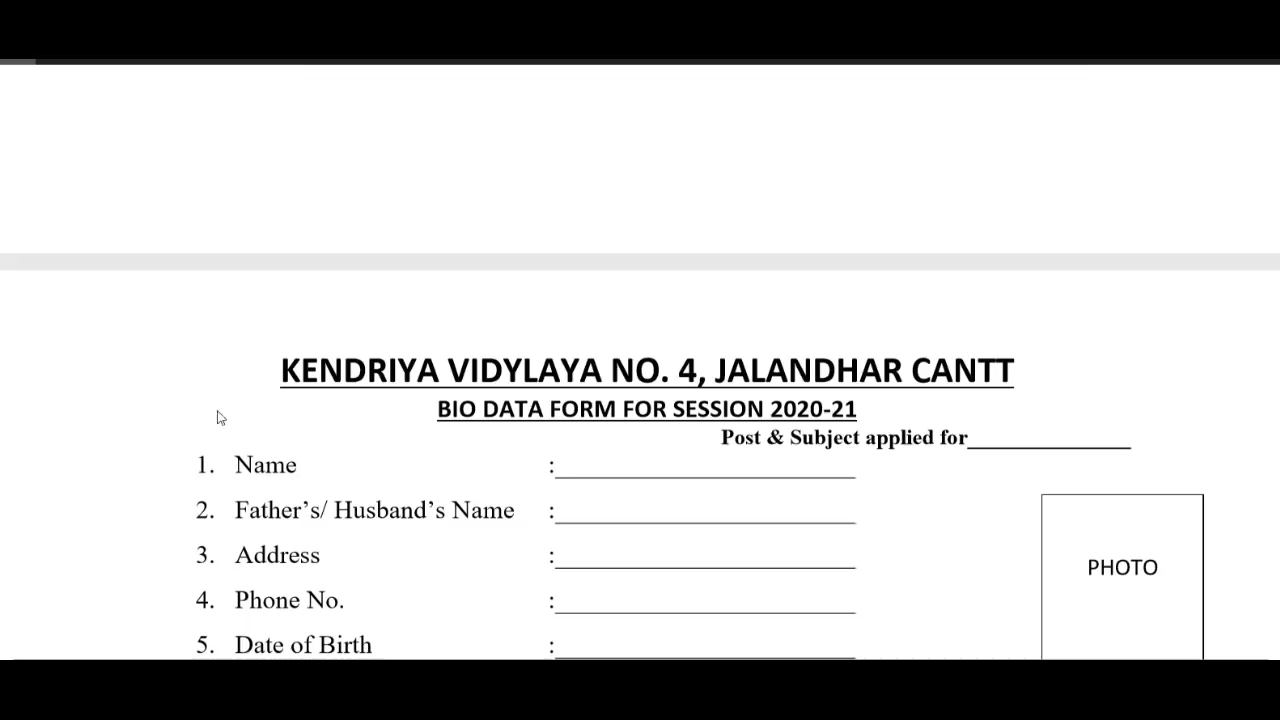 KENDRIYA VIDYLAYA NO. 4, JALANDHAR CANTT
BIO DATA FORM FOR SESSION 2020-21
Post & Subject applied for_______________
1. Name :_________________________
2. Father’s/ Husband’s Name :_________________________
3. Address :_________________________
PHOTO
4. Phone No. :_________________________
5. Date of Birth :_________________________